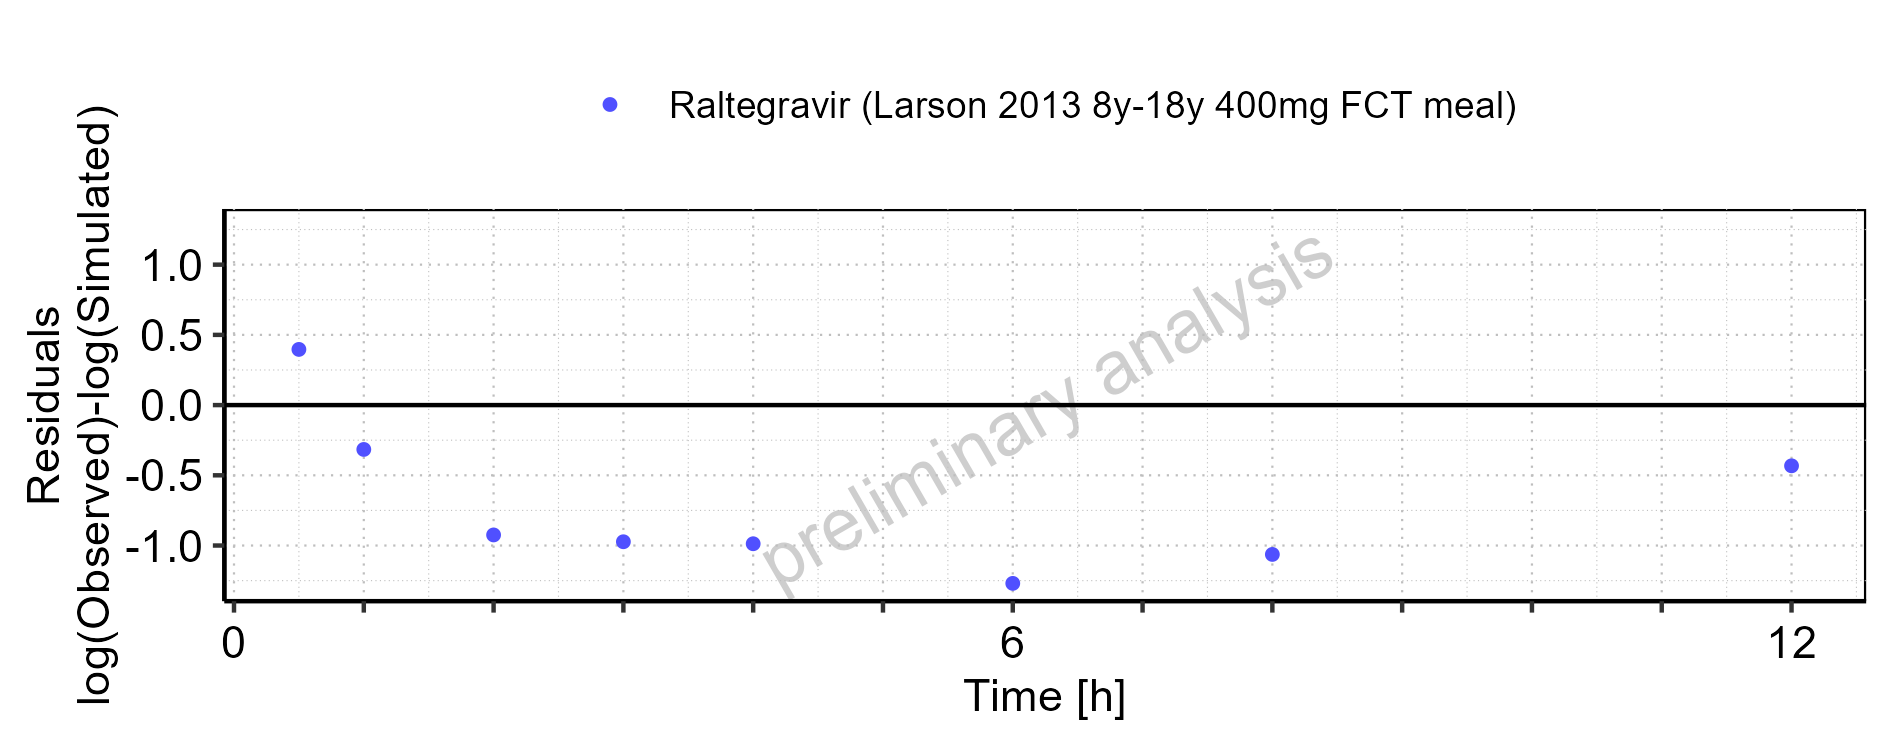 Raltegravir (Larson 2013 8y-18y 400mg FCT meal)
Residuals
log(Observed)-log(Simulated)
1.0
0.5
0.0
-0.5
-1.0
preliminary analysis
0
6
12
Time [h]